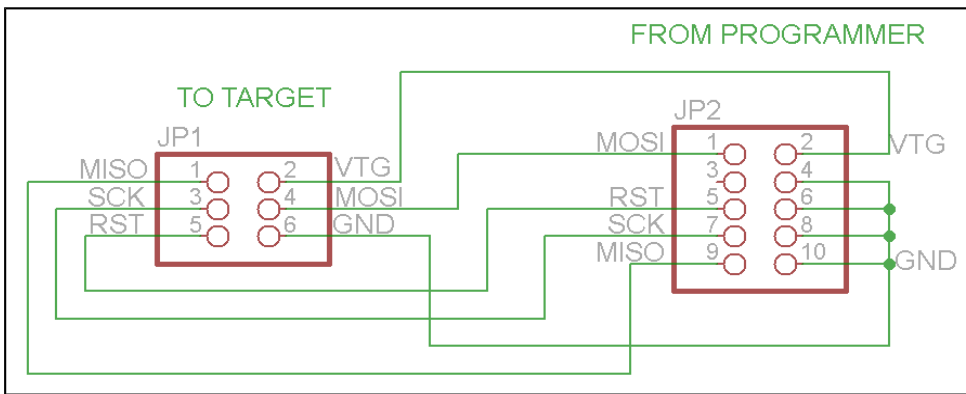 FROM PROGRAMMER
TO TARGET
JP1
MISO 1 2 VTG
SCK 3 4 MOSI
RST 5 6 GND
JP2
MOSI 1 2 VTG
3 4
RST 5 6
SCK 7 8
MISO 9 10 GND